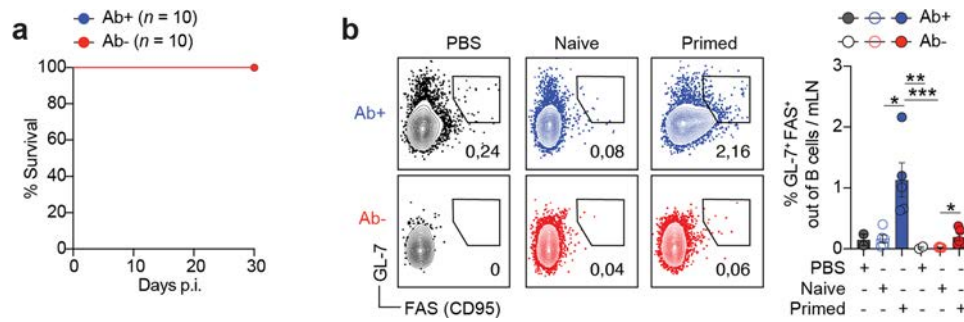 a
Ab+ (n = 10)
Ab- (n = 10)
% Survival
100
80
60
40
20
0
0 10 20 30
Days p.i.
b
PBS Naive Primed
Ab+
0,24 0,08 2,16
Ab-
0 0,04 0,06
GL-7
FAS (CD95)
Ab+
Ab-
% GL-7⁺ FAS⁺
out of B cells / mLN
3
2
1
0
**
* ***
*
PBS + - - + - -
Naive - + - - + -
Primed - - + - - +